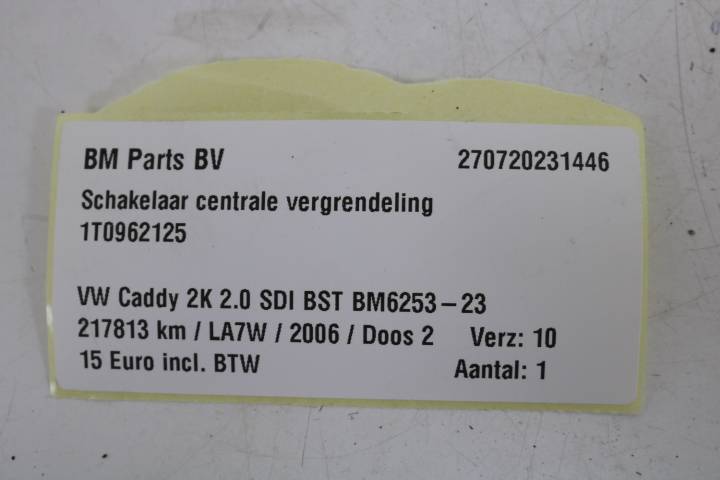 BM Parts BV 270720231446
Schakelaar centrale vergrendeling
1T0962125
VW Caddy 2K 2.0 SDI BST BM6253-23
217813 km / LA7W / 2006 / Doos 2 Verz: 10
15 Euro incl. BTW Aantal: 1